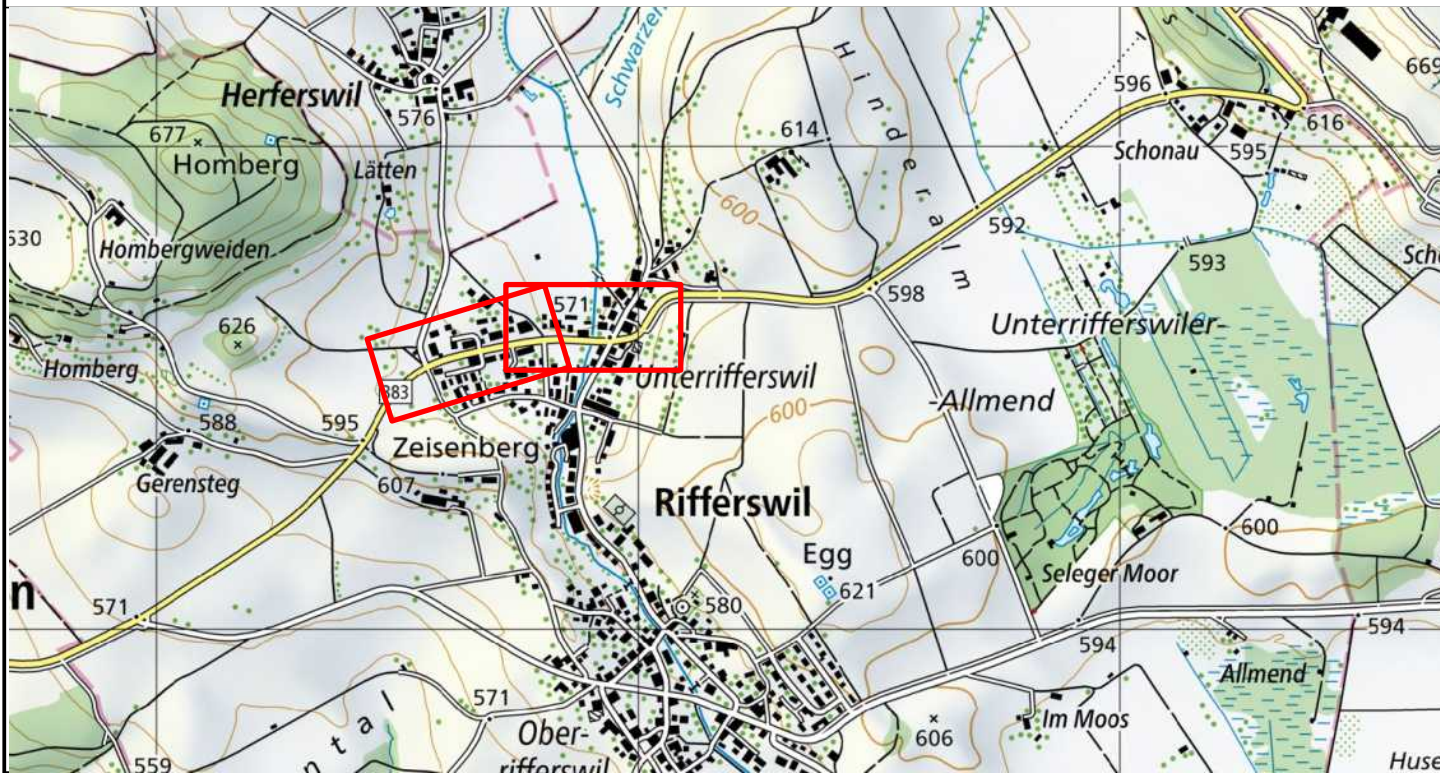 Schwarzen
Herferswil
576
677
Homberg
Lätten
Hombergweiden
530
626
Homberg
588
595
Gerensteg
Zeisenberg
607
383
571
614
600
Hinderalm
596
Schonau
595
616
669
592
593
598
Unterrifferswil
600
Unterrifferswiler-
-Allmend
Rifferswil
Egg
621
600
600
Seleger Moor
580
n
571
571
594
594
Allmend
Im Moos
606
Ober-
rifferswil
559
ntal
Huse